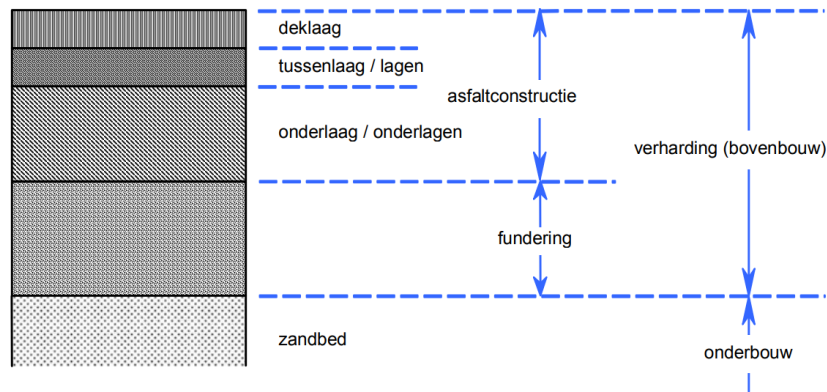 deklaag
tussenlaag / lagen
asfaltconstructie
onderlaag / onderlagen
verharding (bovenbouw)
fundering
zandbed
onderbouw